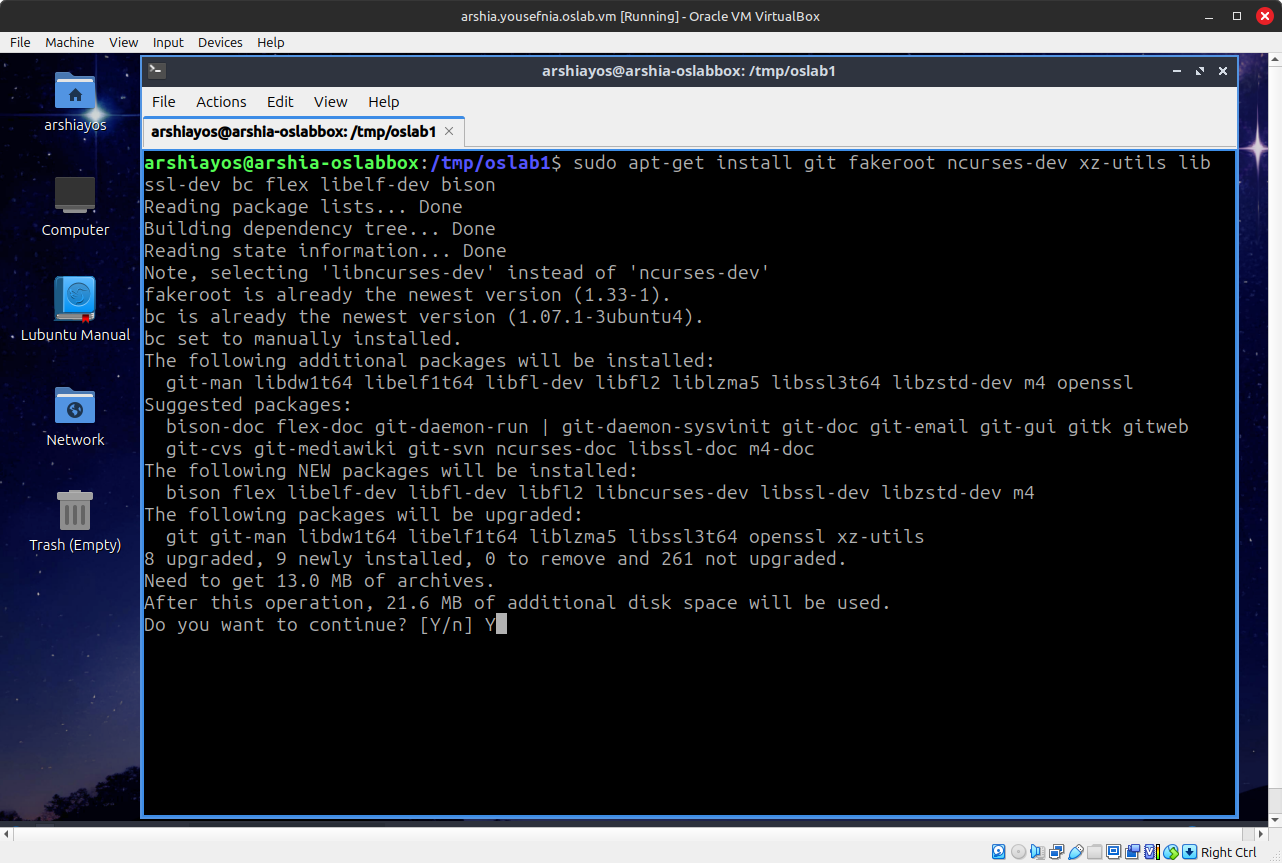 arshia.yousefnia.oslab.vm [Running] - Oracle VM VirtualBox
File Machine View Input Devices Help
arshiayos@arshia-oslabbox: /tmp/oslab1
File Actions Edit View Help
arshiayos@arshia-oslabbox: /tmp/oslab1
arshiayos
Computer
Lubuntu Manual
Network
Trash (Empty)
arshiayos@arshia-oslabbox:/tmp/oslab1$ sudo apt-get install git fakeroot ncurses-dev xz-utils lib
ssl-dev bc flex libelf-dev bison
Reading package lists... Done
Building dependency tree... Done
Reading state information... Done
Note, selecting 'libncurses-dev' instead of 'ncurses-dev'
fakeroot is already the newest version (1.33-1).
bc is already the newest version (1.07.1-3ubuntu4).
bc set to manually installed.
The following additional packages will be installed:
  git-man libdw1t64 libelf1t64 libfl-dev libfl2 liblzma5 libssl3t64 libzstd-dev m4 openssl
Suggested packages:
  bison-doc flex-doc git-daemon-run | git-daemon-sysvinit git-doc git-email git-gui gitk gitweb
  git-cvs git-mediawiki git-svn ncurses-doc libssl-doc m4-doc
The following NEW packages will be installed:
  bison flex libelf-dev libfl-dev libfl2 libncurses-dev libssl-dev libzstd-dev m4
The following packages will be upgraded:
  git git-man libdw1t64 libelf1t64 liblzma5 libssl3t64 openssl xz-utils
8 upgraded, 9 newly installed, 0 to remove and 261 not upgraded.
Need to get 13.0 MB of archives.
After this operation, 21.6 MB of additional disk space will be used.
Do you want to continue? [Y/n] Y
Right Ctrl